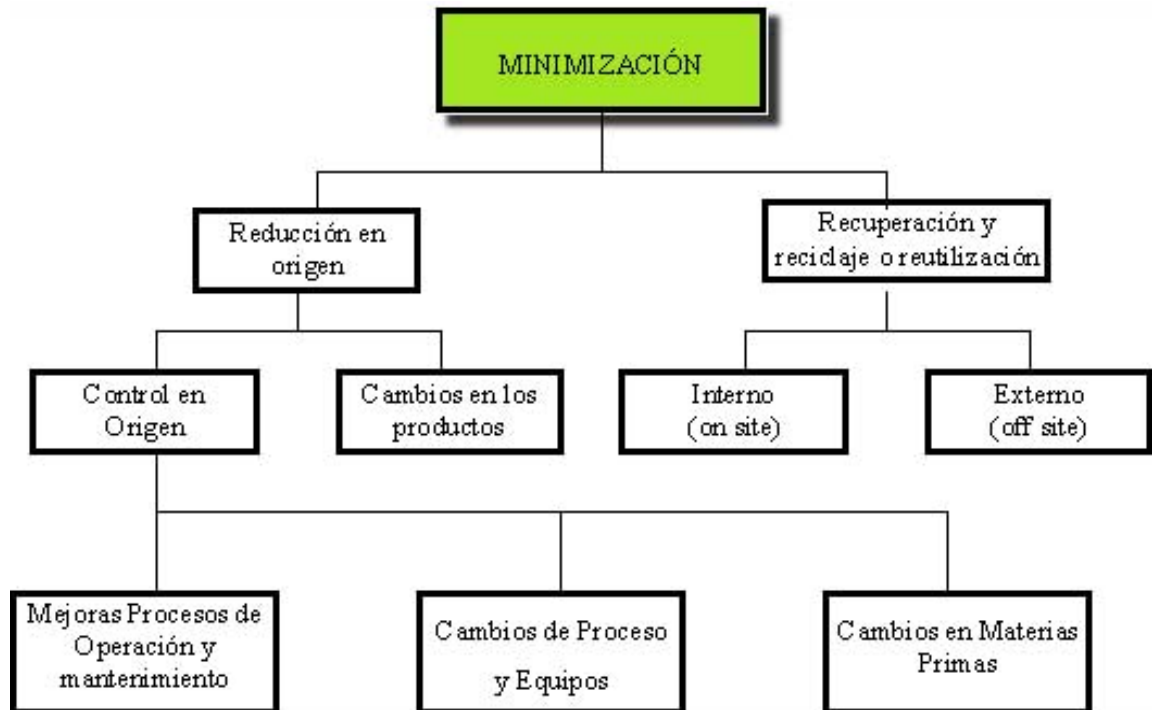 MINIMIZACIÓN
Reducción en
origen
Recuperación y
reciclaje o reutilización
Control en
Origen
Cambios en los
productos
Interno
(on site)
Externo
(off site)
Mejoras Procesos de
Operación y
mantenimiento
Cambios de Proceso
y Equipos
Cambios en Materias
Primas